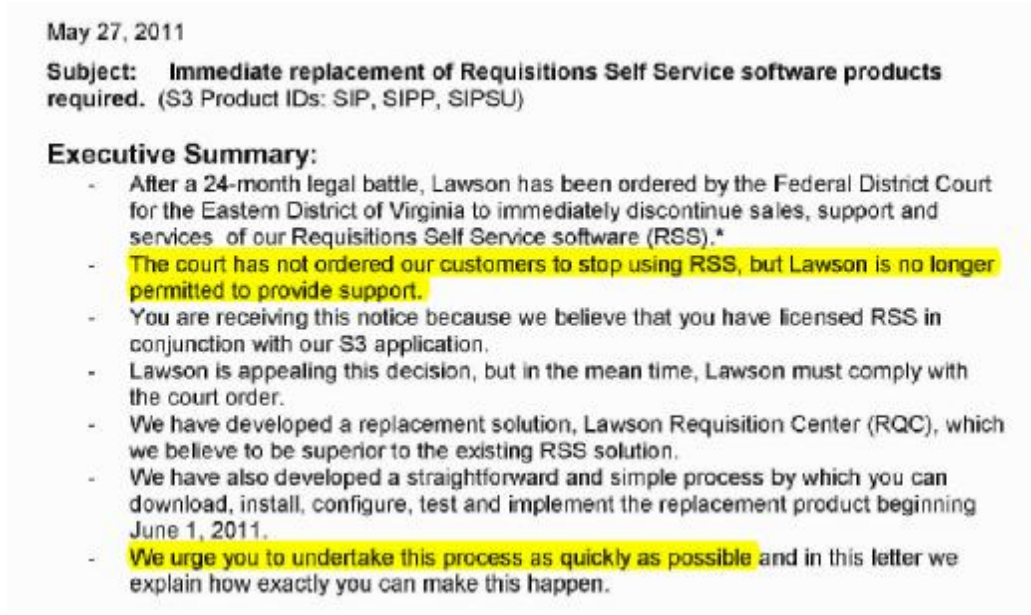 May 27, 2011
Subject: Immediate replacement of Requisitions Self Service software products
required. (S3 Product IDs: SIP, SIPP, SIPSU)
Executive Summary:
- After a 24-month legal battle, Lawson has been ordered by the Federal District Court
for the Eastern District of Virginia to immediately discontinue sales, support and
services of our Requisitions Self Service software (RSS).*
- The court has not ordered our customers to stop using RSS, but Lawson is no longer
permitted to provide support.
- You are receiving this notice because we believe that you have licensed RSS in
conjunction with our S3 application.
- Lawson is appealing this decision, but in the mean time, Lawson must comply with
the court order.
- We have developed a replacement solution, Lawson Requisition Center (RQC), which
we believe to be superior to the existing RSS solution.
- We have also developed a straightforward and simple process by which you can
download, install, configure, test and implement the replacement product beginning
June 1, 2011.
- We urge you to undertake this process as quickly as possible and in this letter we
explain how exactly you can make this happen.